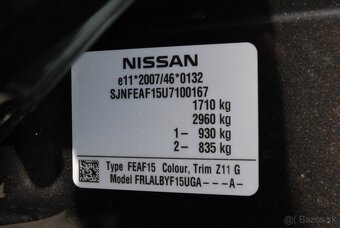 NISSAN
e11*2007/46*0132
SJNFEAF15U7100167
1710 kg
2960 kg
1- 930 kg
2- 835 kg
Type FEAF15 Colour, Trim Z11 G
Model FRLALBYF15UGA---A-
bazos.sk